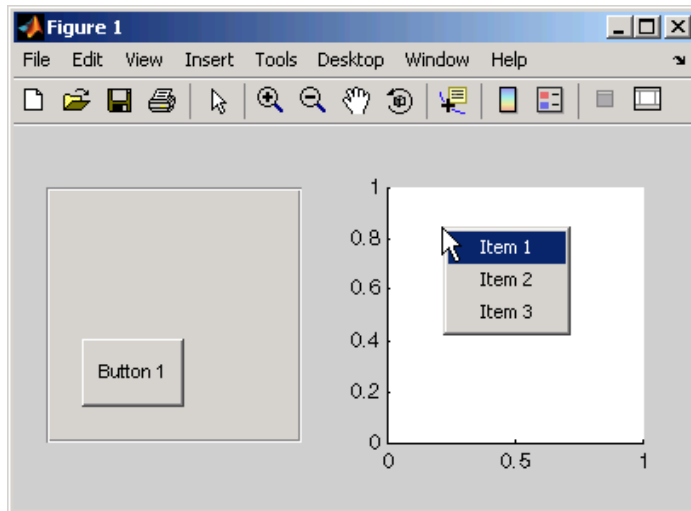 Figure 1
File Edit View Insert Tools Desktop Window Help
1
0.8
Item 1
Item 2
0.6
Item 3
0.4
Button 1
0.2
0
0 0.5 1